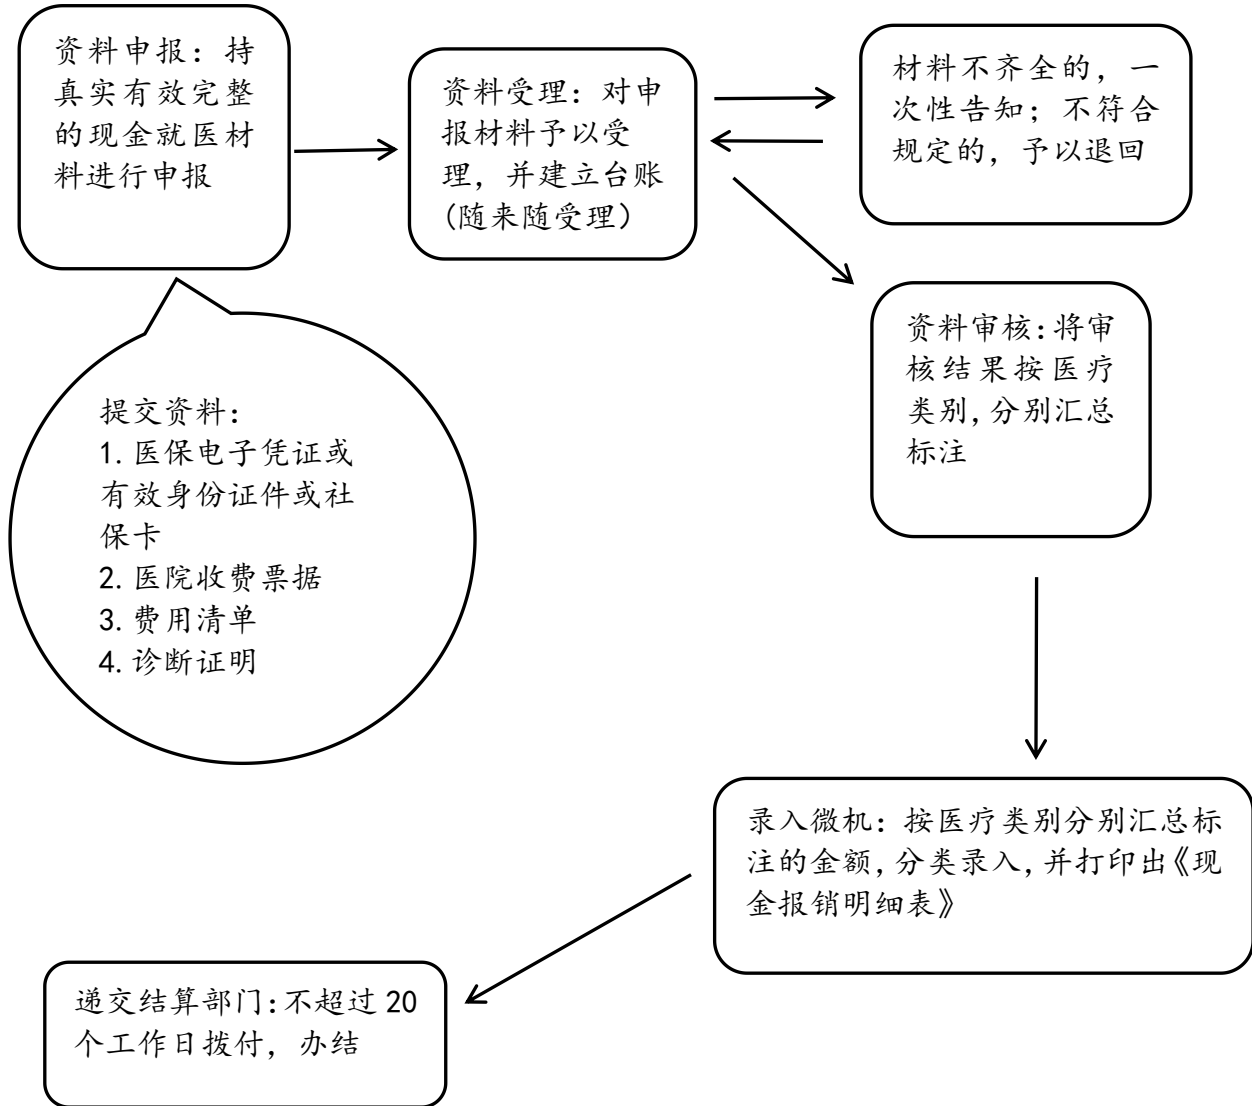 资料申报：持
真实有效完整
的现金就医材
料进行申报
资料受理：对申
报材料予以受
理，并建立台账
(随来随受理）
材料不齐全的，一
次性告知；不符合
规定的，予以退回
资料审核:将审
核结果按医疗
类别,分别汇总
标注
提交资料：
1.医保电子凭证或
有效身份证件或社
保卡
2.医院收费票据
3.费用清单
4.诊断证明
录入微机：按医疗类别分别汇总标
注的金额,分类录入,并打印出《现
金报销明细表》
递交结算部门:不超过 20
个工作日拨付，办结